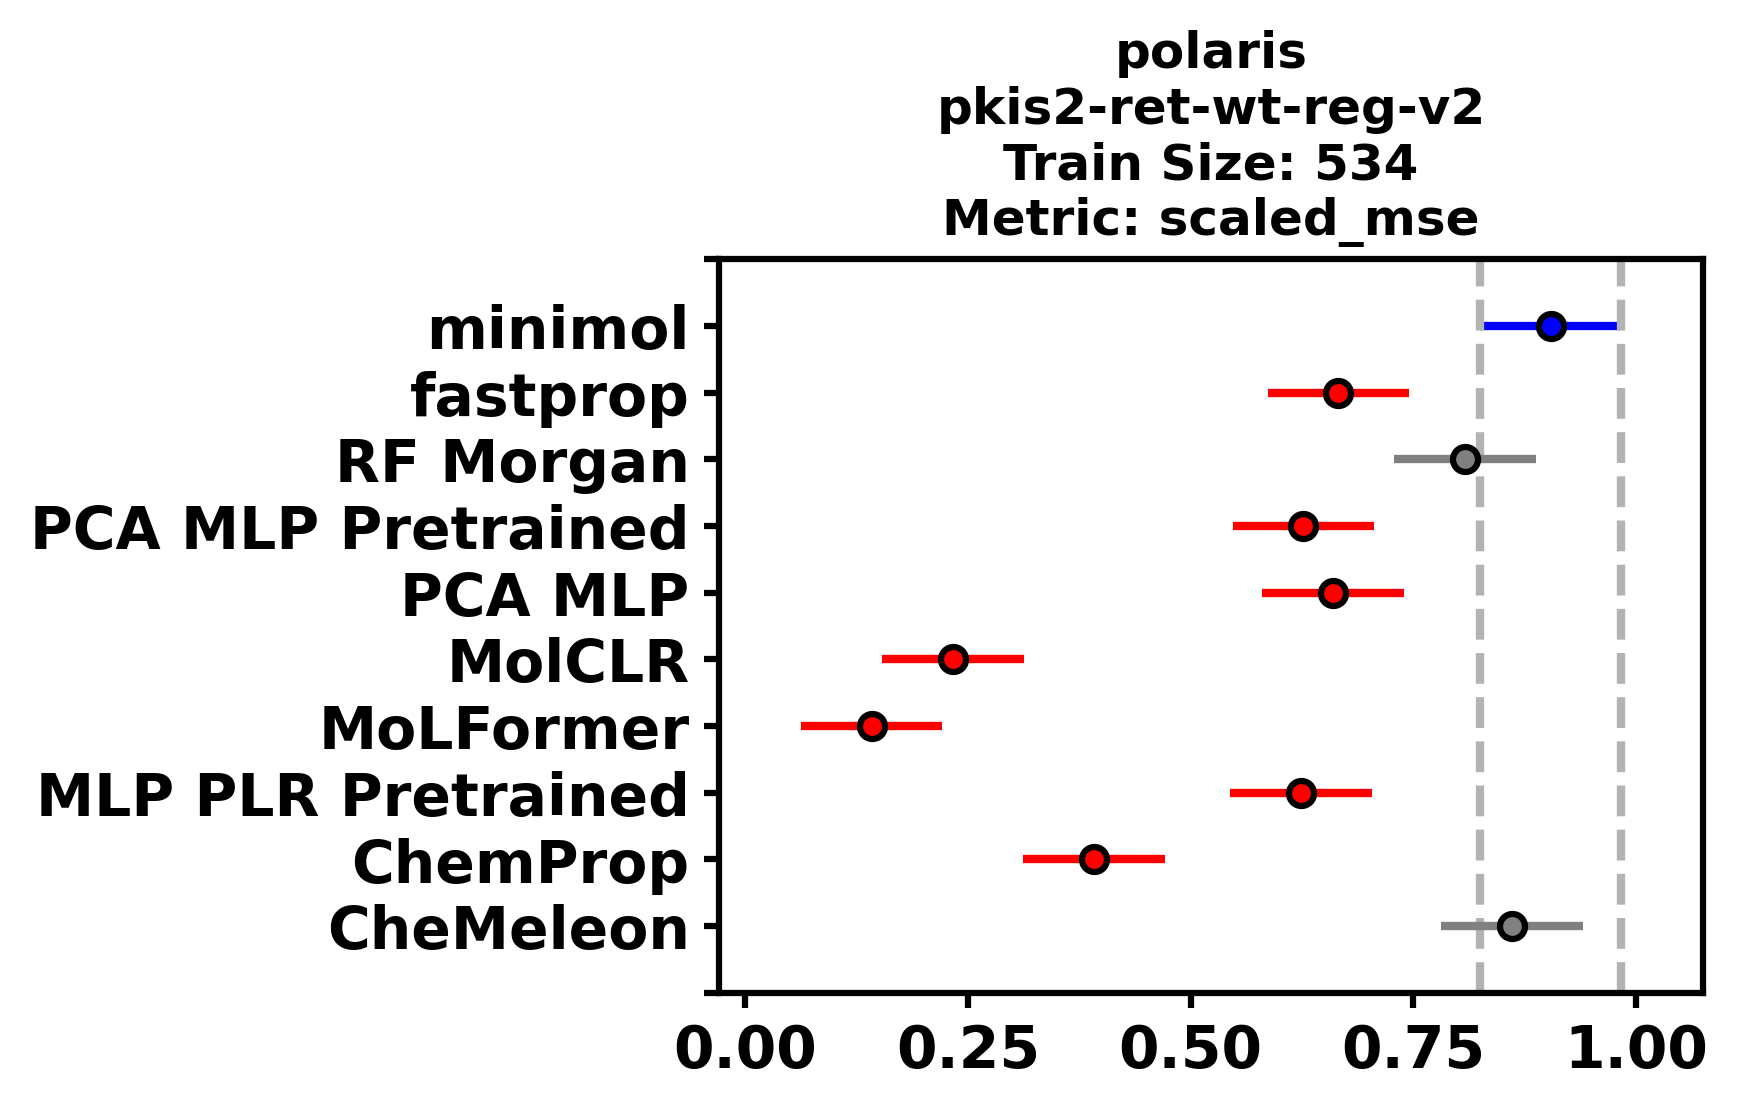 polaris
pkis2-ret-wt-reg-v2
Train Size: 534
Metric: scaled_mse
minimol
fastprop
RF Morgan
PCA MLP Pretrained
PCA MLP
MolCLR
MoLFormer
MLP PLR Pretrained
ChemProp
CheMeleon
0.00 0.25 0.50 0.75 1.00